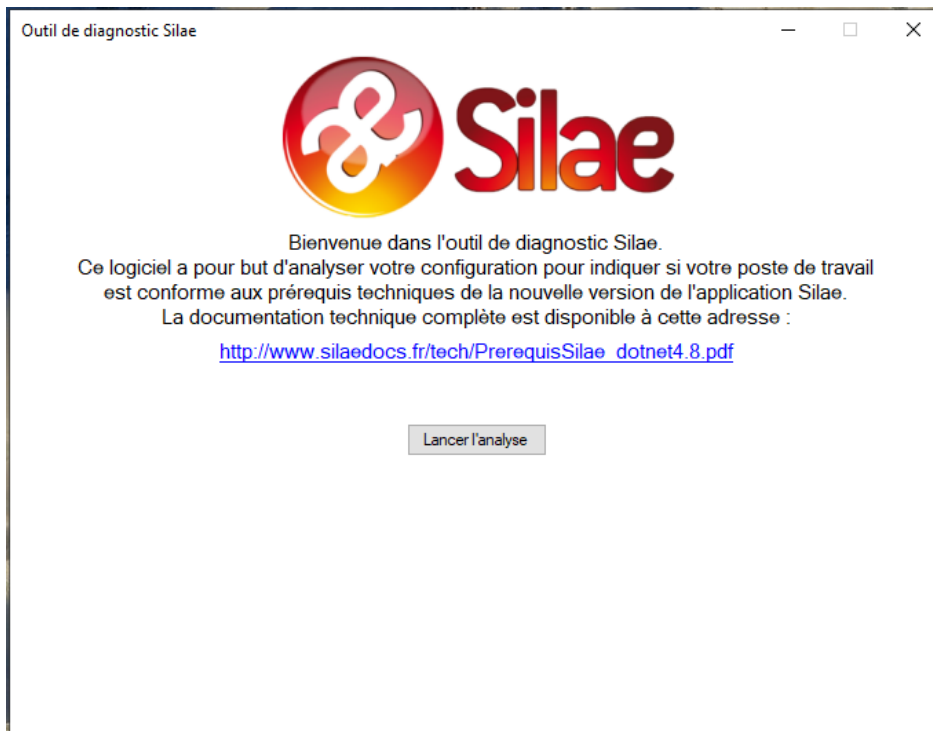 Outil de diagnostic Silae
Silae
Bienvenue dans l'outil de diagnostic Silae.
Ce logiciel a pour but d'analyser votre configuration pour indiquer si votre poste de travail
est conforme aux prérequis techniques de la nouvelle version de l'application Silae.
La documentation technique complète est disponible à cette adresse :
http://www.silaedocs.fr/tech/PrerequisSilae_dotnet4.8.pdf
Lancer l'analyse